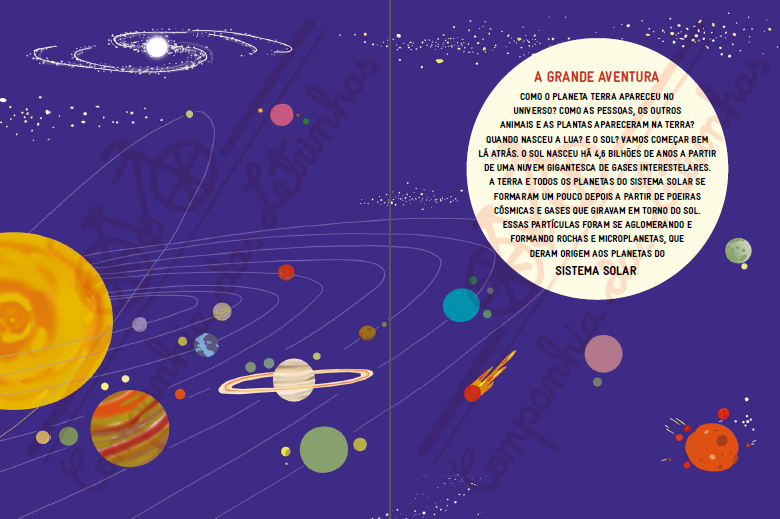 A GRANDE AVENTURA
COMO O PLANETA TERRA APARECEU NO
UNIVERSO? COMO AS PESSOAS, OS OUTROS
ANIMAIS E AS PLANTAS APARECERAM NA TERRA?
QUANDO NASCEU A LUA? E O SOL? VAMOS COMEÇAR BEM
LÁ ATRÁS. O SOL NASCEU HÁ 4,6 BILHÕES DE ANOS A PARTIR
DE UMA NUVEM GIGANTESCA DE GASES INTERESTELARES.
A TERRA E TODOS OS PLANETAS DO SISTEMA SOLAR SE
FORMARAM UM POUCO DEPOIS A PARTIR DE POEIRAS
CÓSMICAS E GASES QUE GIRAVAM EM TORNO DO SOL.
ESSAS PARTÍCULAS FORAM SE AGLOMERANDO E
FORMANDO ROCHAS E MICROPLANETAS, QUE
DERAM ORIGEM AOS PLANETAS DO
SISTEMA SOLAR
Companhia das Letrinhas
Companhia